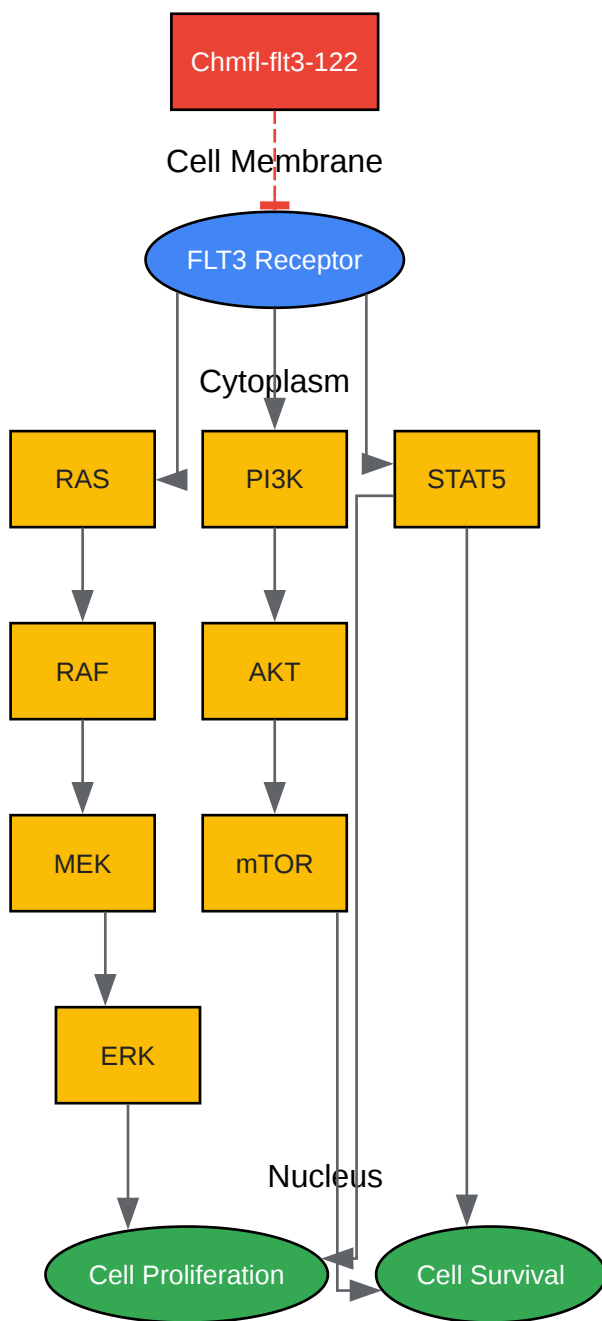 Chmfl-flt3-122
Cell Membrane
FLT3 Receptor
Cytoplasm
RAS
PI3K
STAT5
RAF
AKT
MEK
mTOR
ERK
Nucleus
Cell Proliferation
Cell Survival